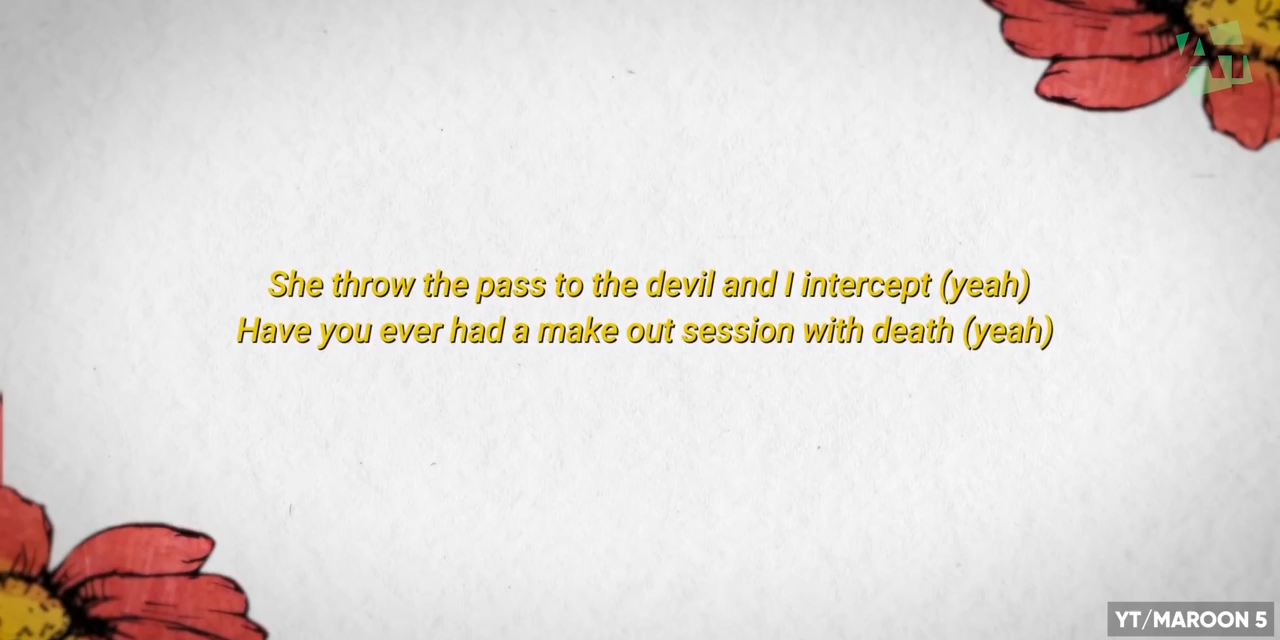 She throw the pass to the devil and I intercept (yeah)
Have you ever had a make out session with death (yeah)
YT/MAROON 5